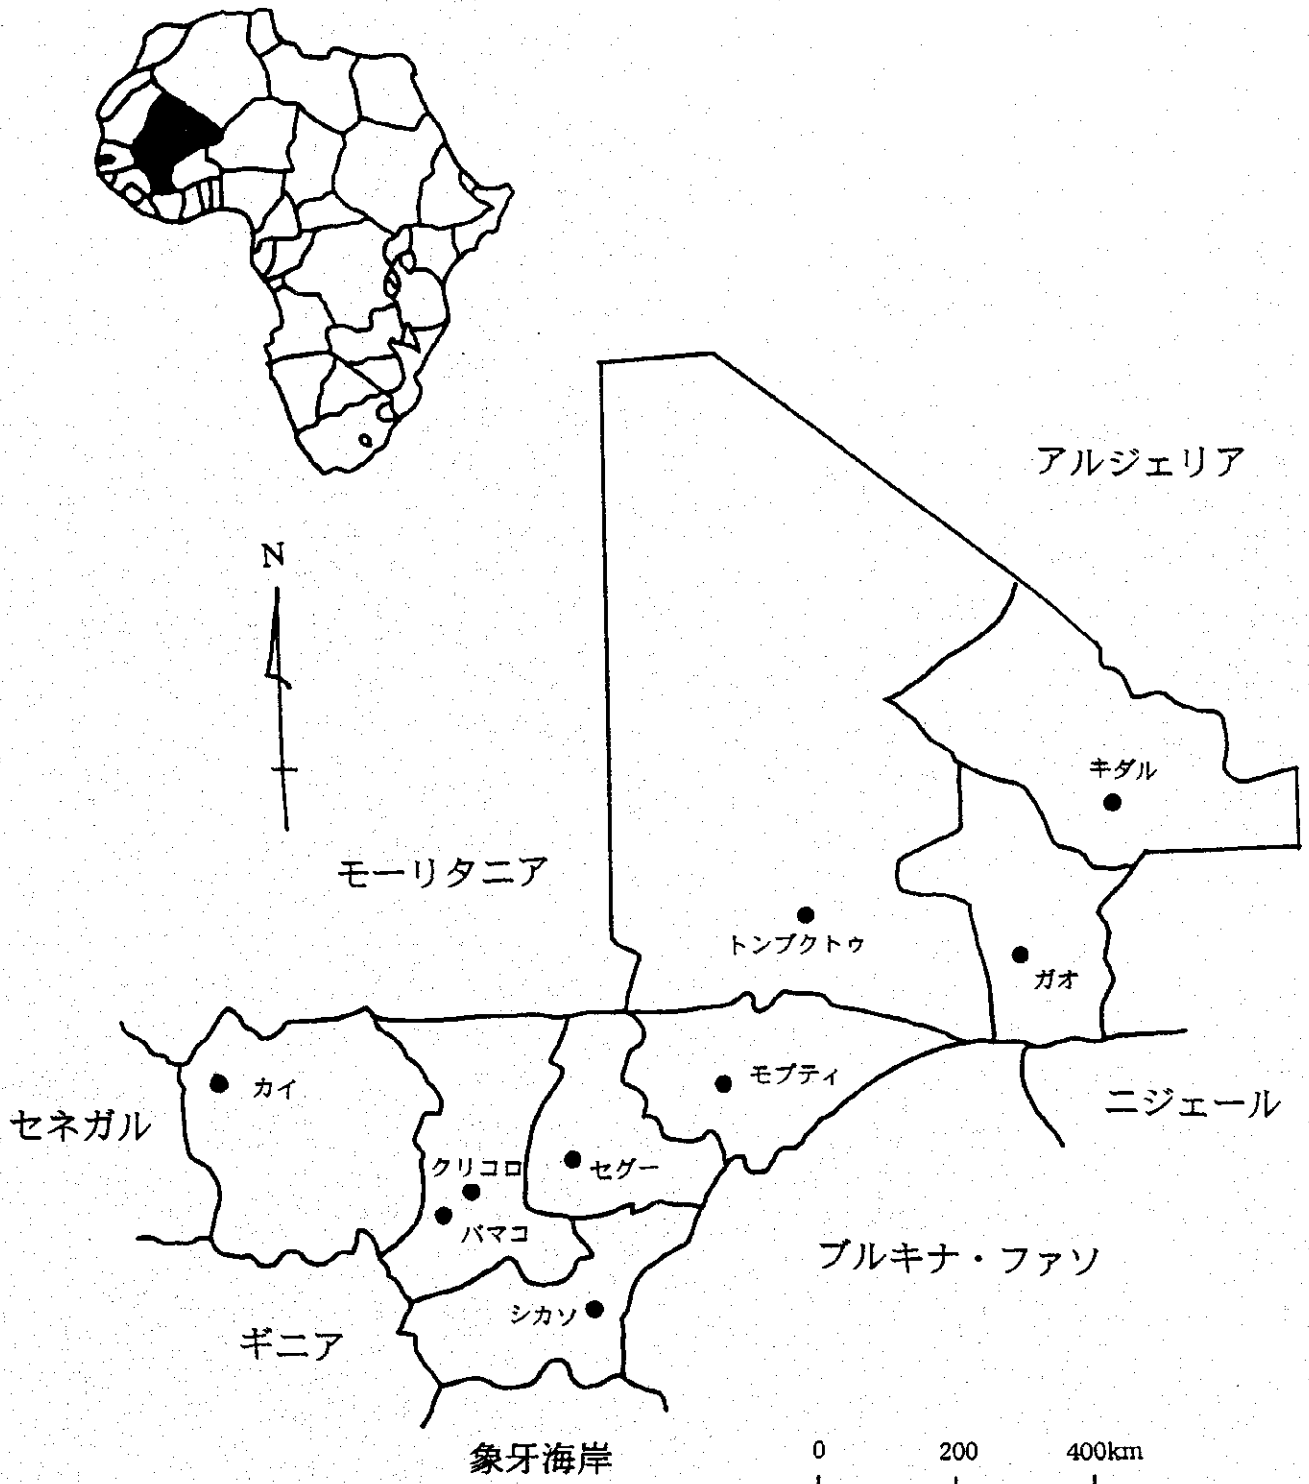 アルジェリア
N
キダル
モーリタニア
トンブクトゥ
ガオ
カイ
モプティ
セネガル
ニジェール
クリコロ
セグー
バマコ
ブルキナ・ファソ
シカソ
ギニア
象牙海岸
0 200 400km